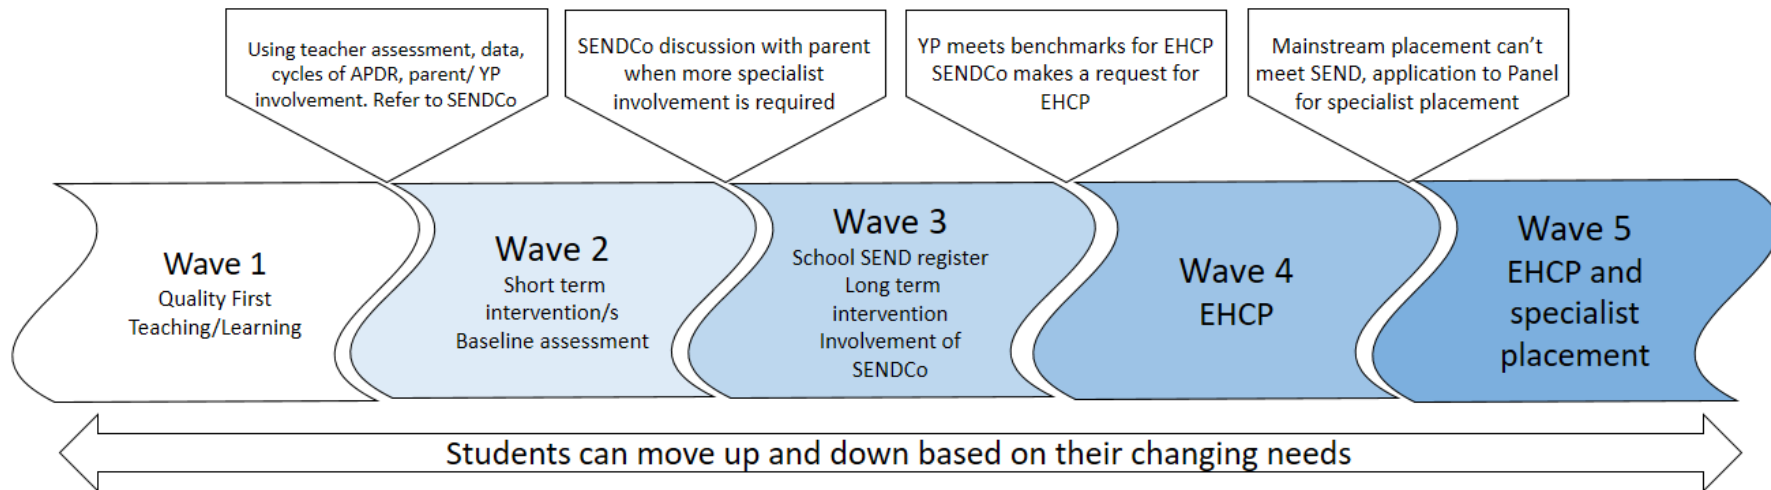 Using teacher assessment, data,
cycles of APDR, parent/ YP
involvement. Refer to SENDCo
SENDCo discussion with parent
when more specialist
involvement is required
YP meets benchmarks for EHCP
SENDCo makes a request for
EHCP
Mainstream placement can't
meet SEND, application to Panel
for specialist placement
Wave 1
Quality First
Teaching/Learning
Wave 2
Short term
intervention/s
Baseline assessment
Wave 3
School SEND register
Long term
intervention
Involvement of
SENDCo
Wave 4
EHCP
Wave 5
EHCP and
specialist
placement
Students can move up and down based on their changing needs